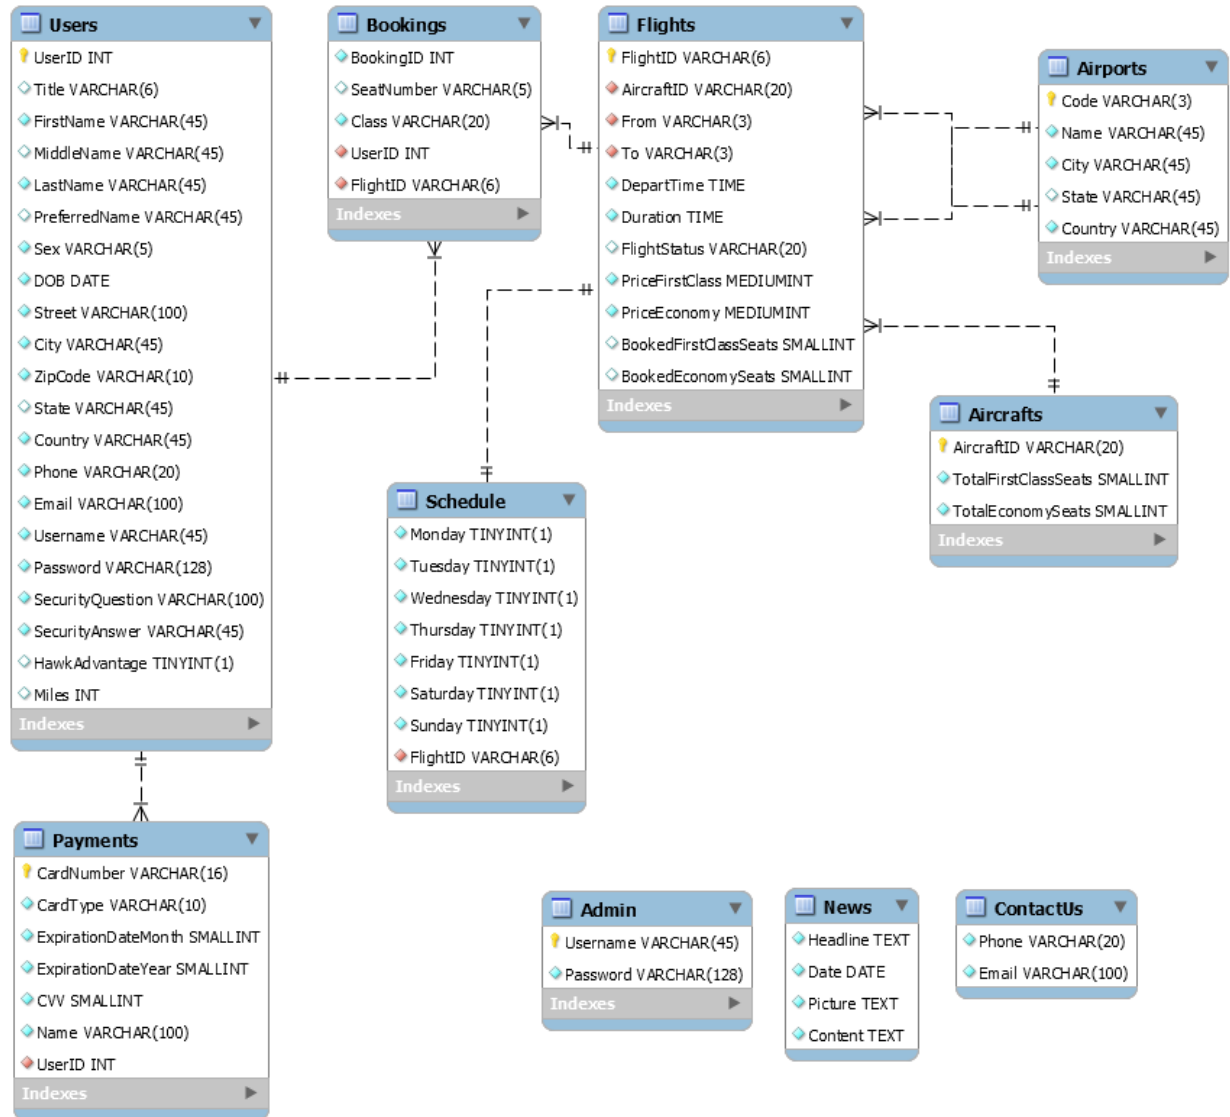 Users
UserID INT
Title VARCHAR(6)
FirstName VARCHAR(45)
MiddleName VARCHAR(45)
LastName VARCHAR(45)
PreferredName VARCHAR(45)
Sex VARCHAR(5)
DOB DATE
Street VARCHAR(100)
City VARCHAR(45)
ZipCode VARCHAR(10)
State VARCHAR(45)
Country VARCHAR(45)
Phone VARCHAR(20)
Email VARCHAR(100)
Username VARCHAR(45)
Password VARCHAR(128)
SecurityQuestion VARCHAR(100)
SecurityAnswer VARCHAR(45)
HawkAdvantage TINYINT(1)
Miles INT
Indexes
Bookings
BookingID INT
SeatNumber VARCHAR(5)
Class VARCHAR(20)
UserID INT
FlightID VARCHAR(6)
Indexes
Flights
FlightID VARCHAR(6)
AircraftID VARCHAR(20)
From VARCHAR(3)
To VARCHAR(3)
DepartTime TIME
Duration TIME
FlightStatus VARCHAR(20)
PriceFirstClass MEDIUMINT
PriceEconomy MEDIUMINT
BookedFirstClassSeats SMALLINT
BookedEconomySeats SMALLINT
Indexes
Airports
Code VARCHAR(3)
Name VARCHAR(45)
City VARCHAR(45)
State VARCHAR(45)
Country VARCHAR(45)
Indexes
Aircrafts
AircraftID VARCHAR(20)
TotalFirstClassSeats SMALLINT
TotalEconomySeats SMALLINT
Indexes
Schedule
Monday TINYINT(1)
Tuesday TINYINT(1)
Wednesday TINYINT(1)
Thursday TINYINT(1)
Friday TINYINT(1)
Saturday TINYINT(1)
Sunday TINYINT(1)
FlightID VARCHAR(6)
Indexes
Payments
CardNumber VARCHAR(16)
CardType VARCHAR(10)
ExpirationDateMonth SMALLINT
ExpirationDateYear SMALLINT
CVV SMALLINT
Name VARCHAR(100)
UserID INT
Indexes
Admin
Username VARCHAR(45)
Password VARCHAR(128)
Indexes
News
Headline TEXT
Date DATE
Picture TEXT
Content TEXT
ContactUs
Phone VARCHAR(20)
Email VARCHAR(100)